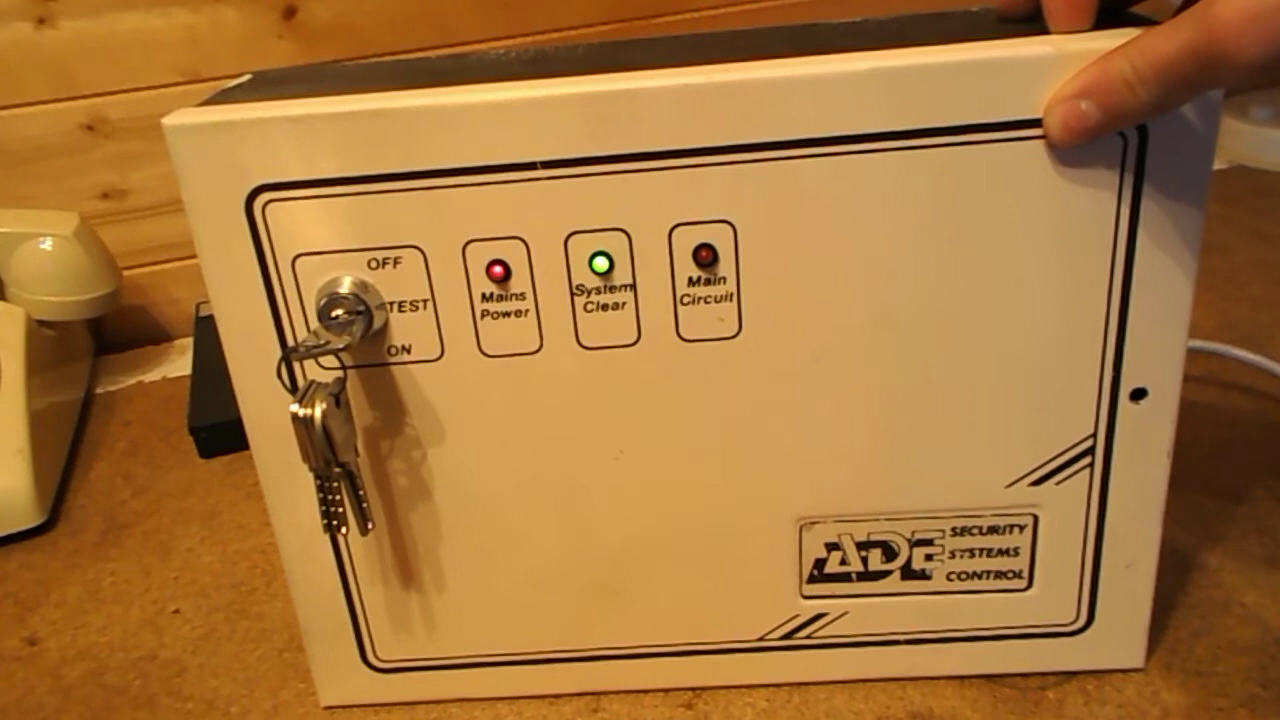 OFF
TEST
ON
Mains
Power
System
Clear
Main
Circuit
ADE
SECURITY
SYSTEMS
CONTROL